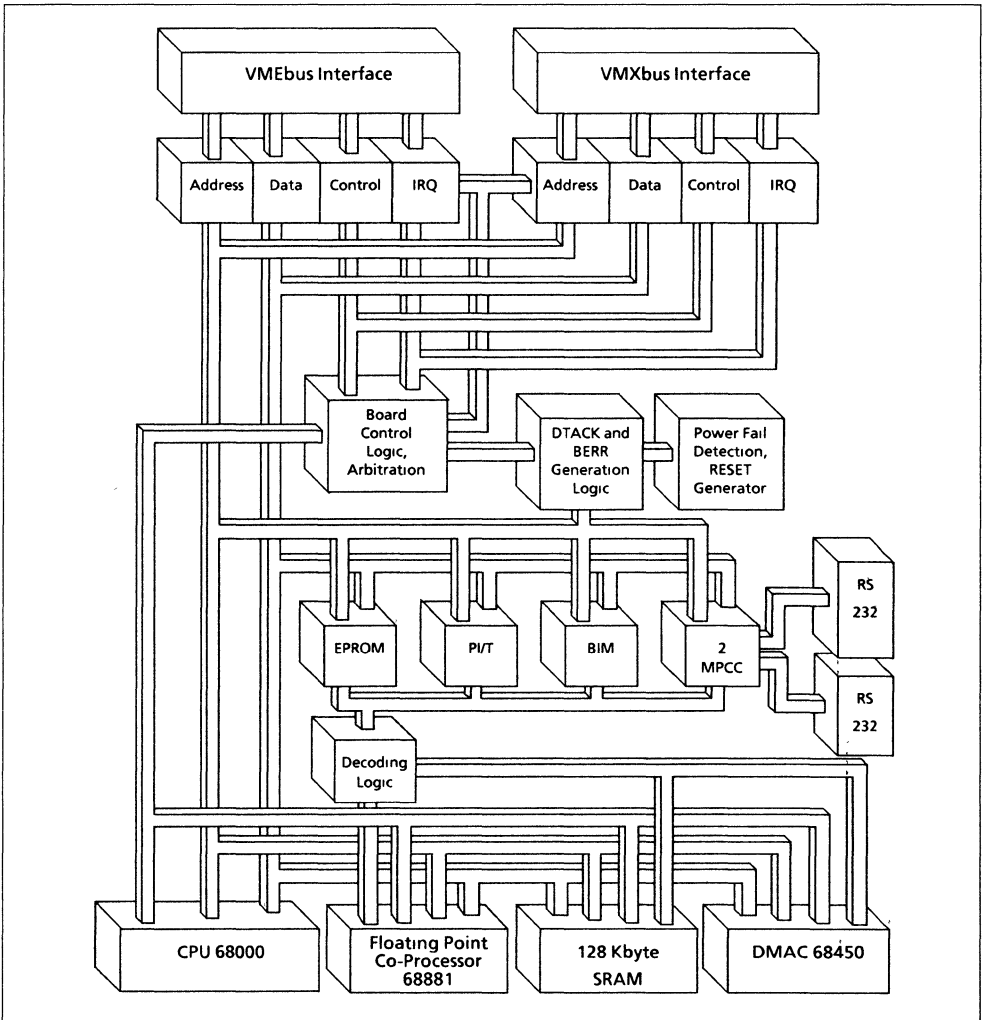 VMEbus Interface
VMXbus Interface
Address
Data
Control
IRQ
Address
Data
Control
IRQ
Board
Control
Logic,
Arbitration
DTACK and
BERR
Generation
Logic
Power Fail
Detection,
RESET
Generator
RS
232
EPROM
PI/T
BIM
2
MPCC
RS
232
Decoding
Logic
CPU 68000
Floating Point
Co-Processor
68881
128 Kbyte
SRAM
DMAC 68450